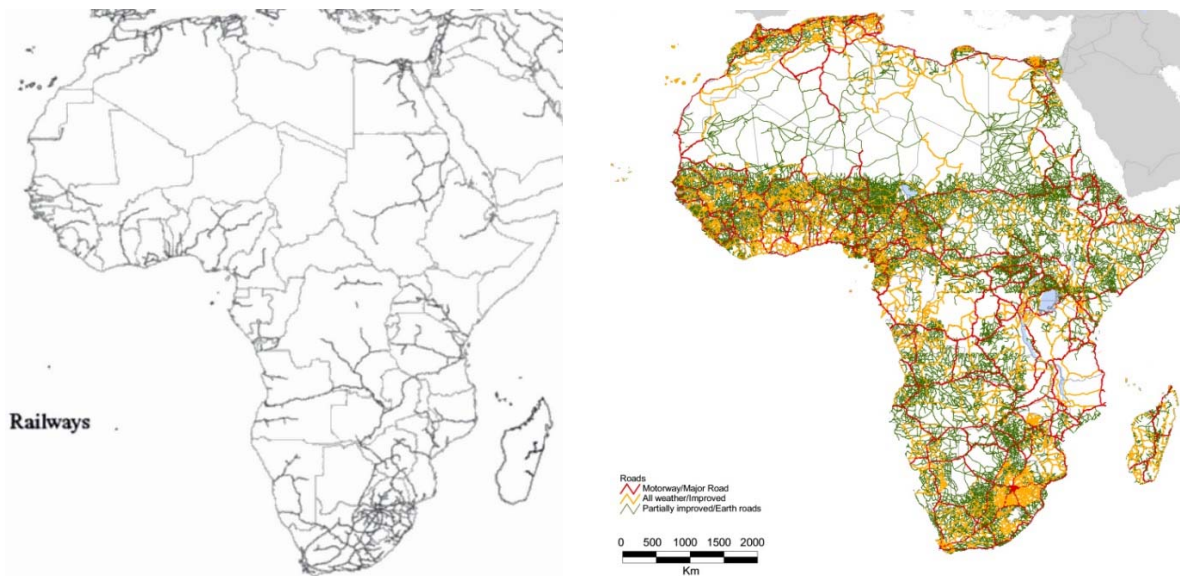 Railways
Roads
Motorway/Major Road
All weather/Improved
Partially improved/Earth roads
0 500 1000 1500 2000
Km